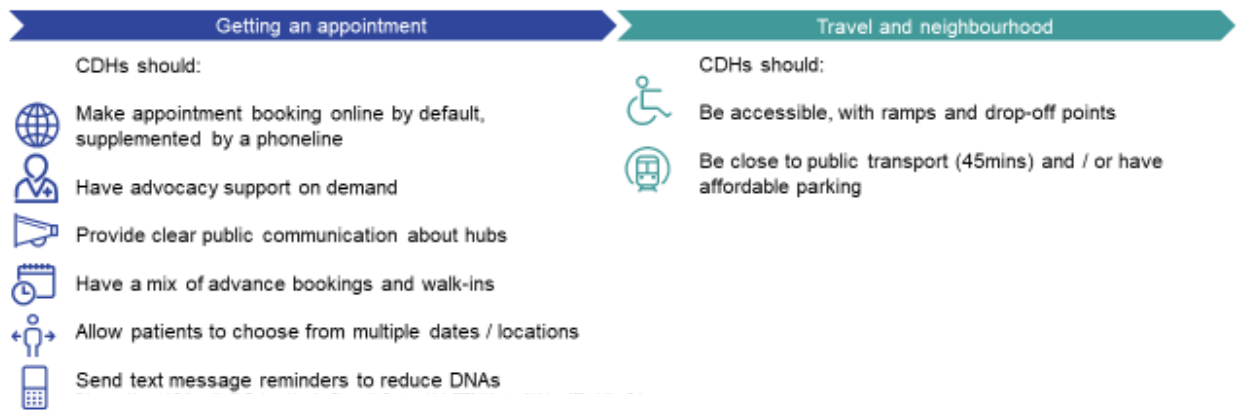 Getting an appointment
CDHs should:
Make appointment booking online by default,
supplemented by a phoneline
Have advocacy support on demand
Provide clear public communication about hubs
Have a mix of advance bookings and walk-ins
Allow patients to choose from multiple dates / locations
Send text message reminders to reduce DNAs
Travel and neighbourhood
CDHs should:
Be accessible, with ramps and drop-off points
Be close to public transport (45mins) and / or have
affordable parking